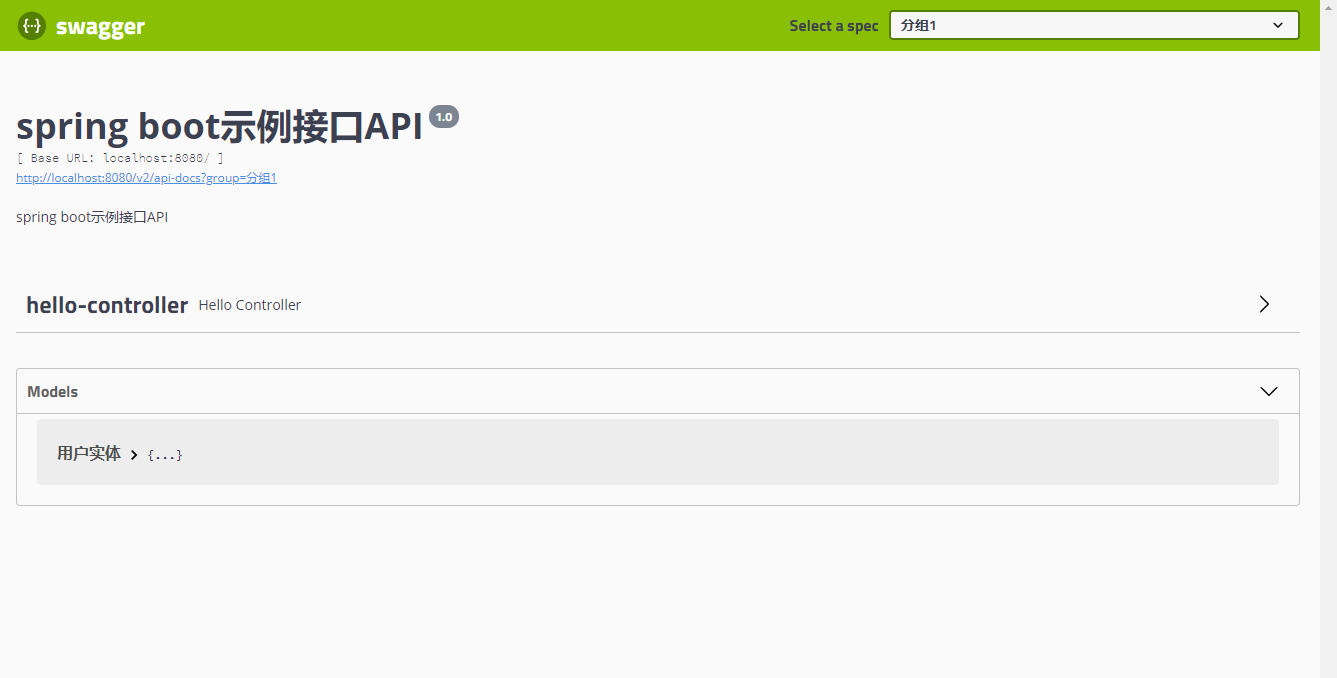 {···} swagger Select a spec 分组1
spring boot示例接口API 1.0
[ Base URL: localhost:8080/ ]
http://localhost:8080/v2/api-docs?group=分组1
spring boot示例接口API
hello-controller Hello Controller
Models
用户实体 {...}